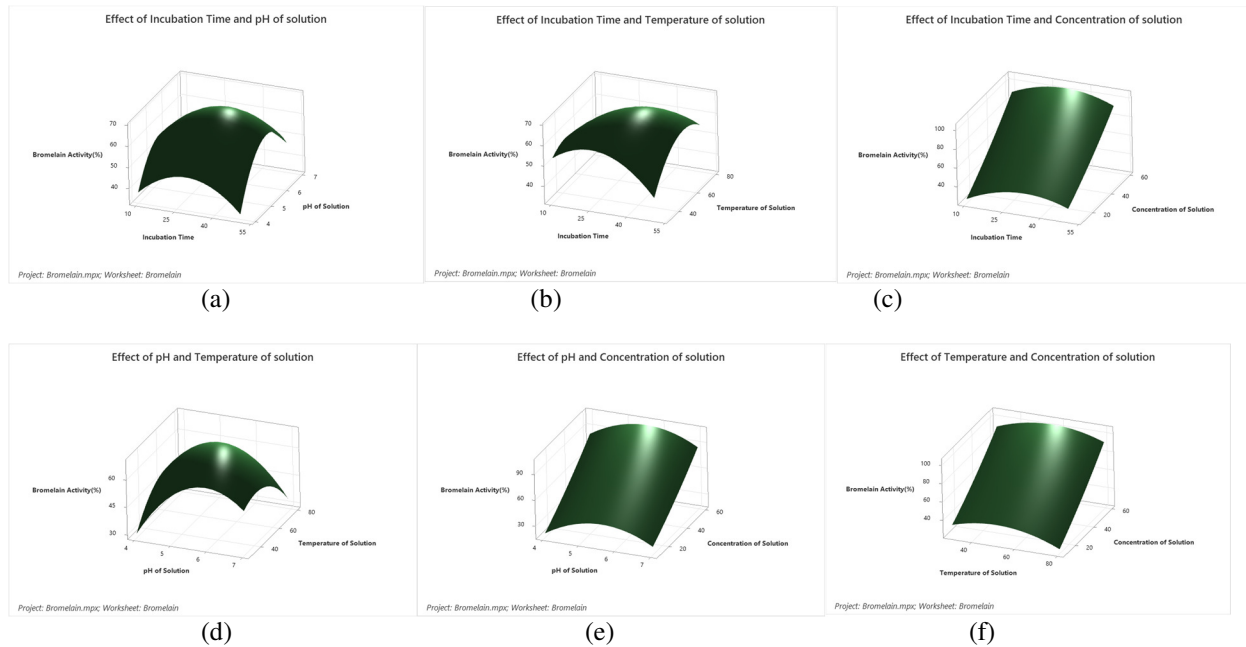 Effect of Incubation Time and pH of solution
70
60
50
40
Bromelain Activity(%)
10
25
40
55
Incubation Time
4
5
6
7
pH of Solution
Project: Bromelain.mpx; Worksheet: Bromelain
(a)
Effect of Incubation Time and Temperature of solution
70
60
50
40
Bromelain Activity(%)
10
25
40
55
Incubation Time
40
60
80
Temperature of Solution
Project: Bromelain.mpx; Worksheet: Bromelain
(b)
Effect of Incubation Time and Concentration of solution
100
80
60
40
Bromelain Activity(%)
10
25
40
55
Incubation Time
20
40
60
Concentration of Solution
Project: Bromelain.mpx; Worksheet: Bromelain
(c)
Effect of pH and Temperature of solution
60
45
30
Bromelain Activity(%)
4
5
6
7
pH of Solution
40
60
80
Temperature of Solution
Project: Bromelain.mpx; Worksheet: Bromelain
(d)
Effect of pH and Concentration of solution
90
60
30
Bromelain Activity(%)
4
5
6
7
pH of Solution
20
40
60
Concentration of Solution
Project: Bromelain.mpx; Worksheet: Bromelain
(e)
Effect of Temperature and Concentration of solution
100
80
60
40
Bromelain Activity(%)
40
60
80
Temperature of Solution
20
40
60
Concentration of Solution
Project: Bromelain.mpx; Worksheet: Bromelain
(f)